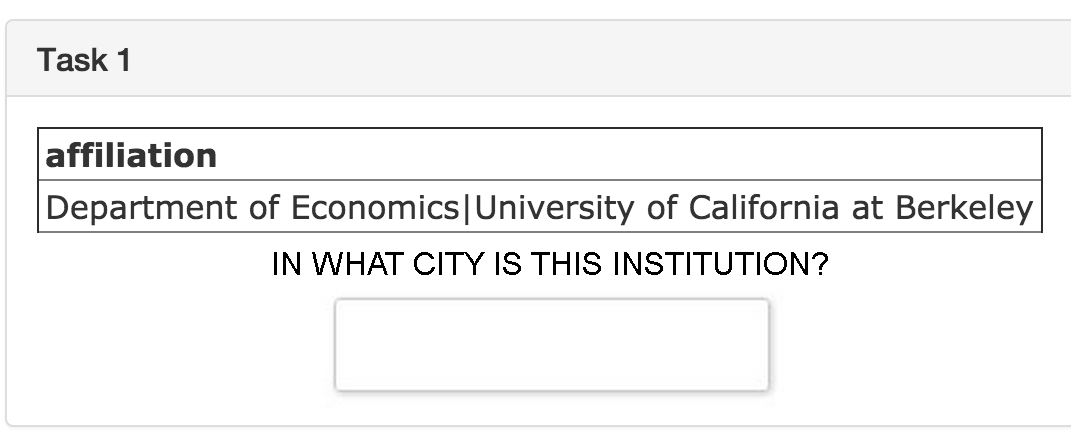 Task 1
affiliation
Department of Economics|University of California at Berkeley
IN WHAT CITY IS THIS INSTITUTION?